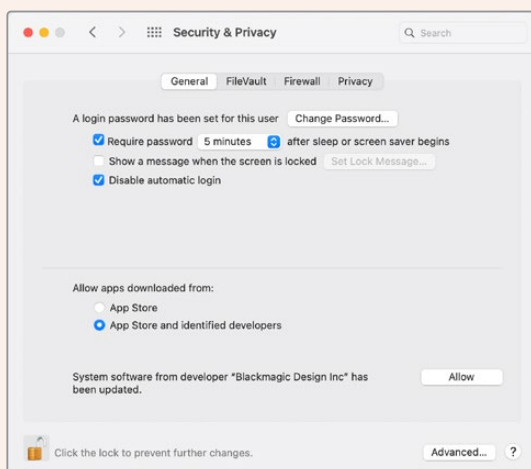 Security & Privacy
Search
General FileVault Firewall Privacy
A login password has been set for this user Change Password...
Require password 5 minutes after sleep or screen saver begins
Show a message when the screen is locked Set Lock Message...
Disable automatic login
Allow apps downloaded from:
App Store
App Store and identified developers
System software from developer “Blackmagic Design Inc” has
been updated.
Allow
Click the lock to prevent further changes.
Advanced... ?